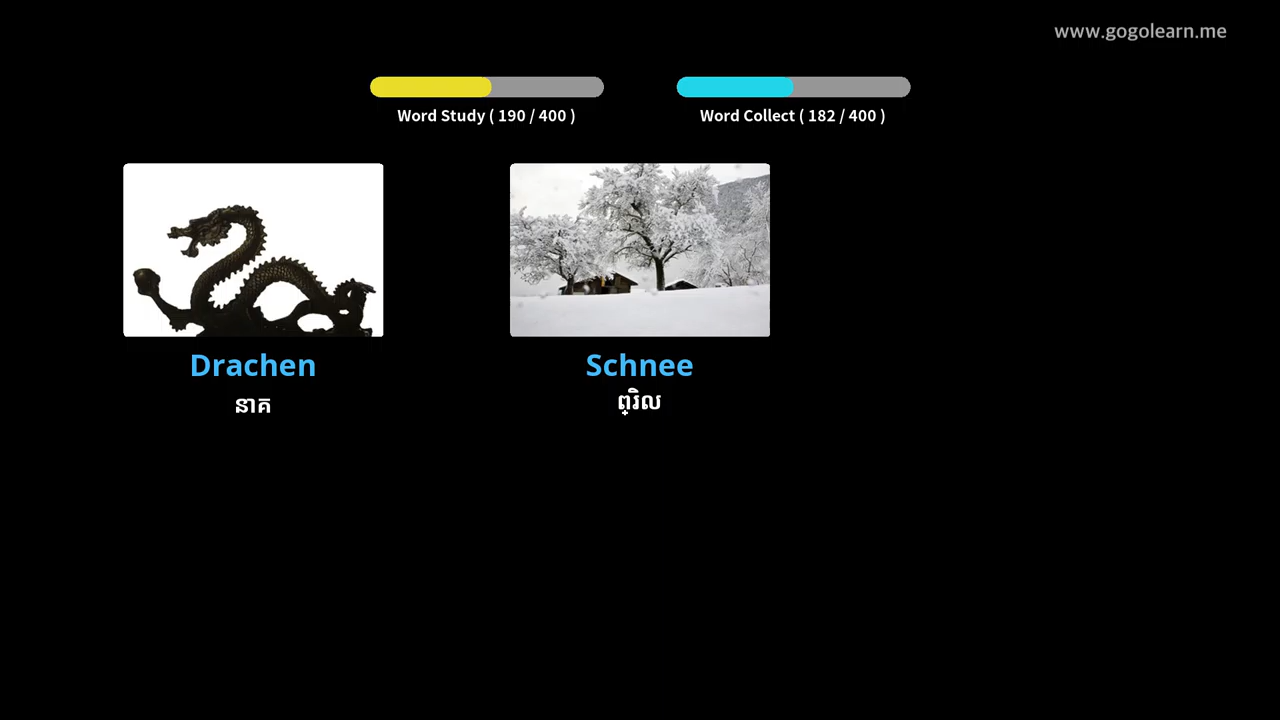 www.gogolearn.me
Word Study ( 190 / 400 )
Word Collect ( 182 / 400 )
Drachen
នាគ
Schnee
ព្រិល